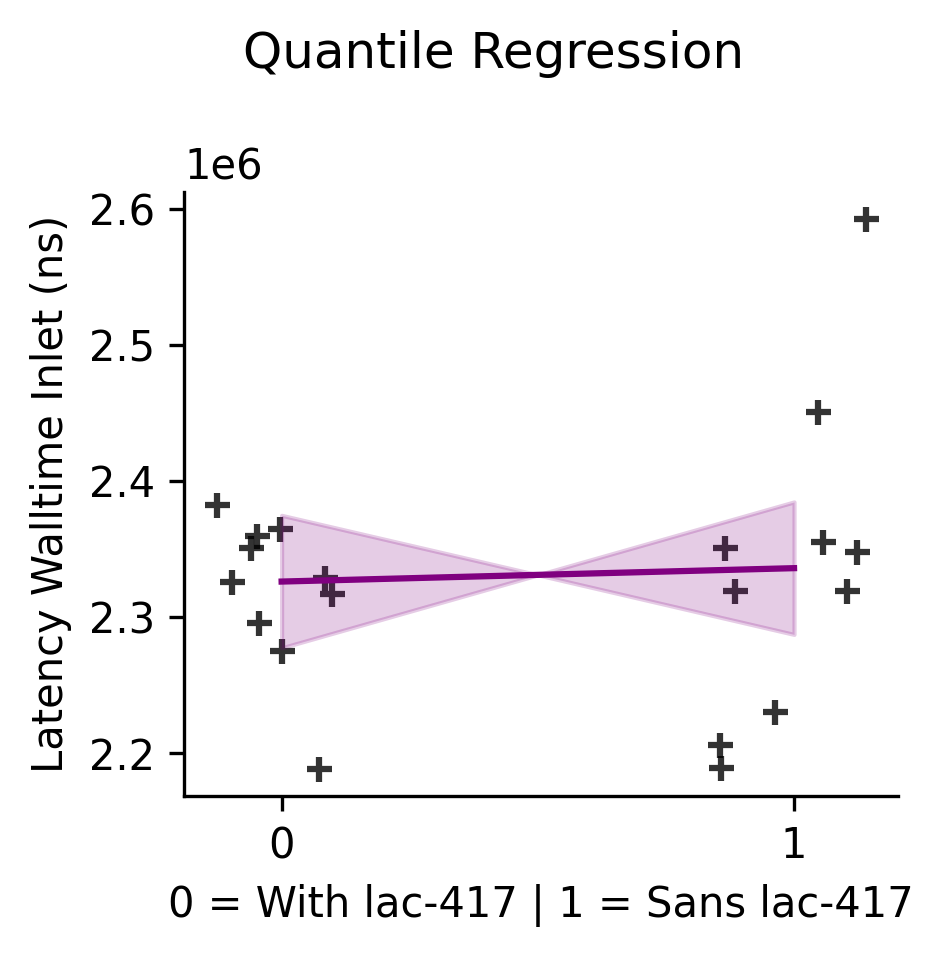 Quantile Regression
1e6
2.6
2.5
2.4
2.3
2.2
Latency Walltime Inlet (ns)
0 1
0 = With lac-417 | 1 = Sans lac-417